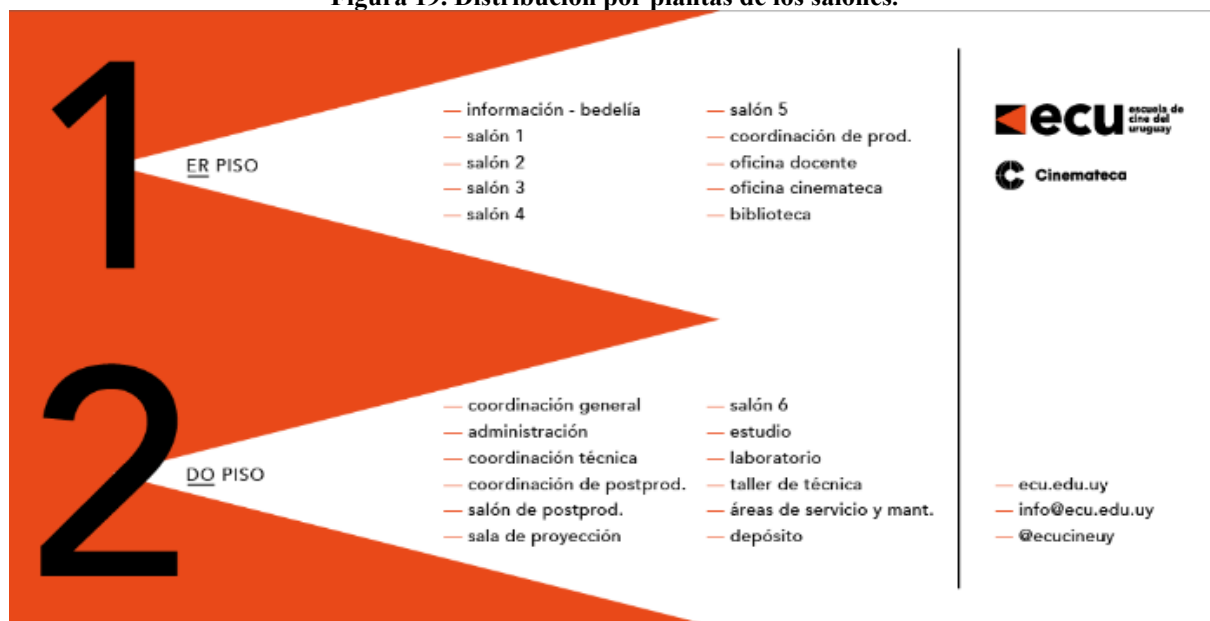 Figura 19. Distribución por plantas de los salones.
1
ER PISO
— información - bedelía
— salón 1
— salón 2
— salón 3
— salón 4
— salón 5
— coordinación de prod.
— oficina docente
— oficina cinemateca
— biblioteca
ecu escuela de
cine del
uruguay
Cinemateca
2
DO PISO
— coordinación general
— administración
— coordinación técnica
— coordinación de postprod.
— salón de postprod.
— sala de proyección
— salón 6
— estudio
— laboratorio
— taller de técnica
— áreas de servicio y mant.
— depósito
— ecu.edu.uy
— info@ecu.edu.uy
— @ecucineuy